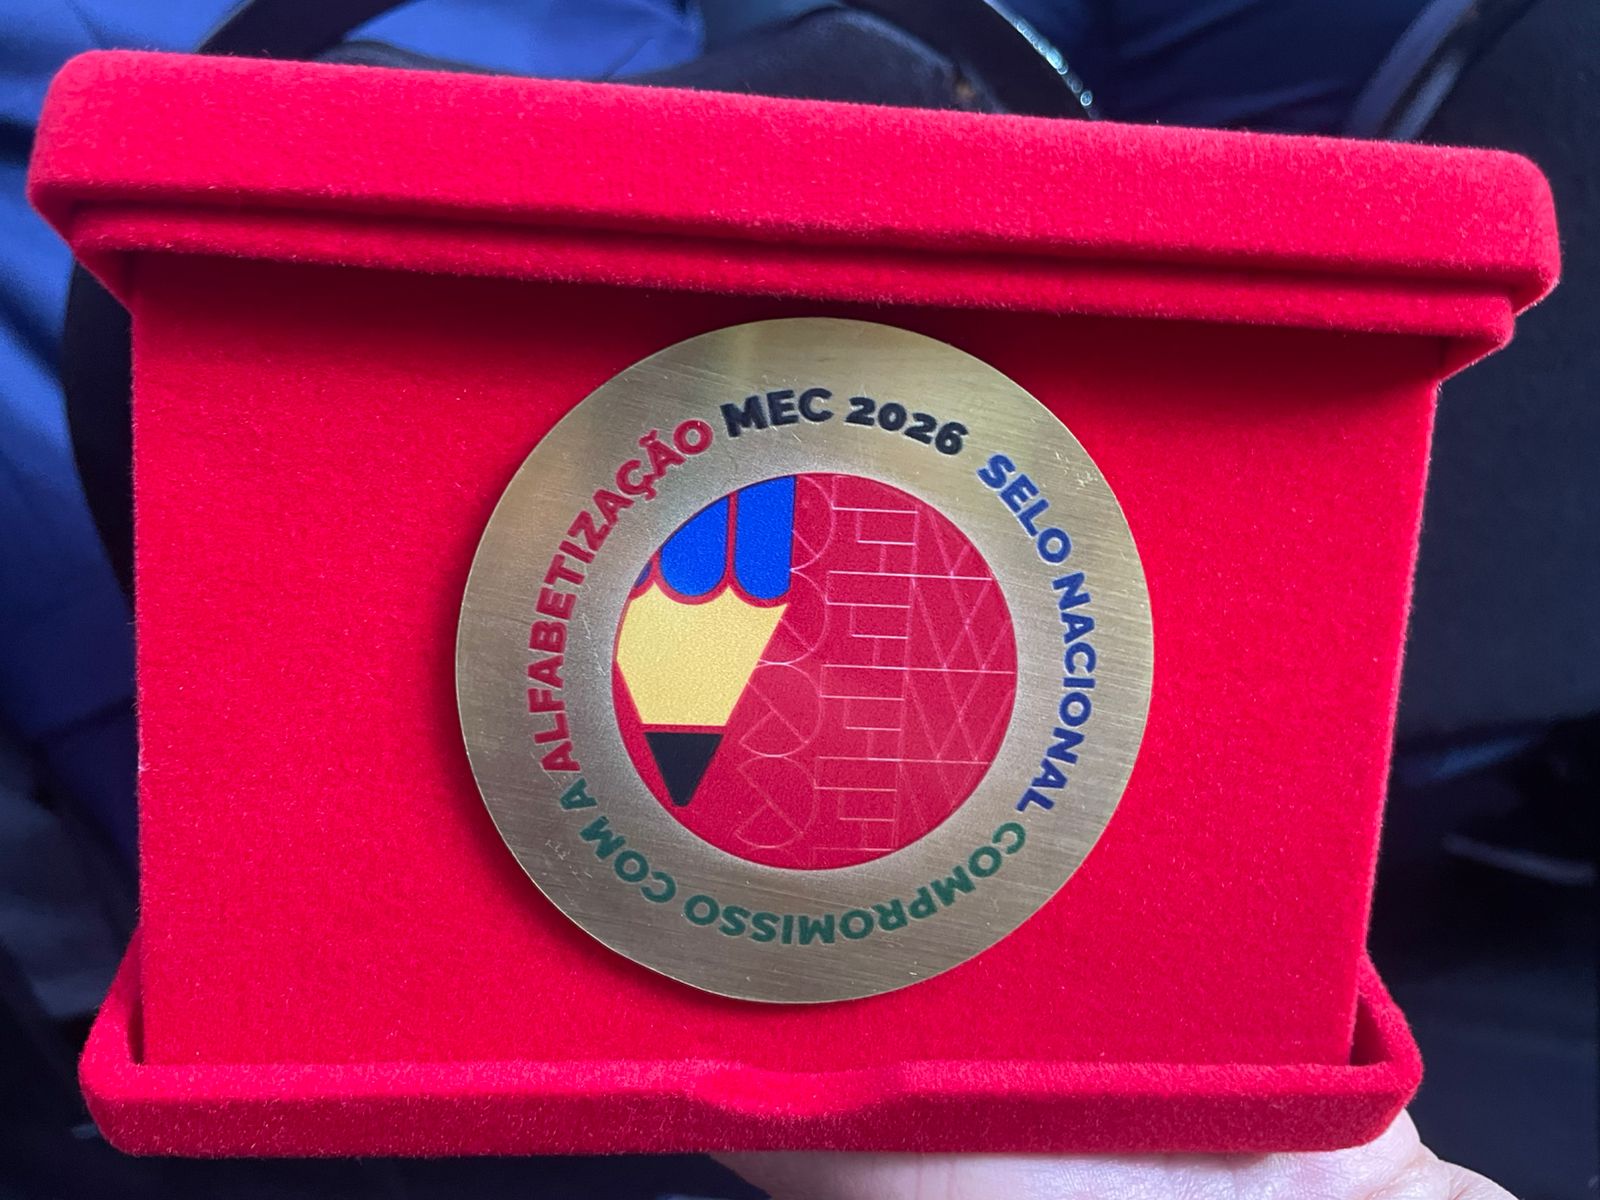 MEC 2026 SELO NACIONAL COMPROMISSO COM A ALFABETIZAÇÃO